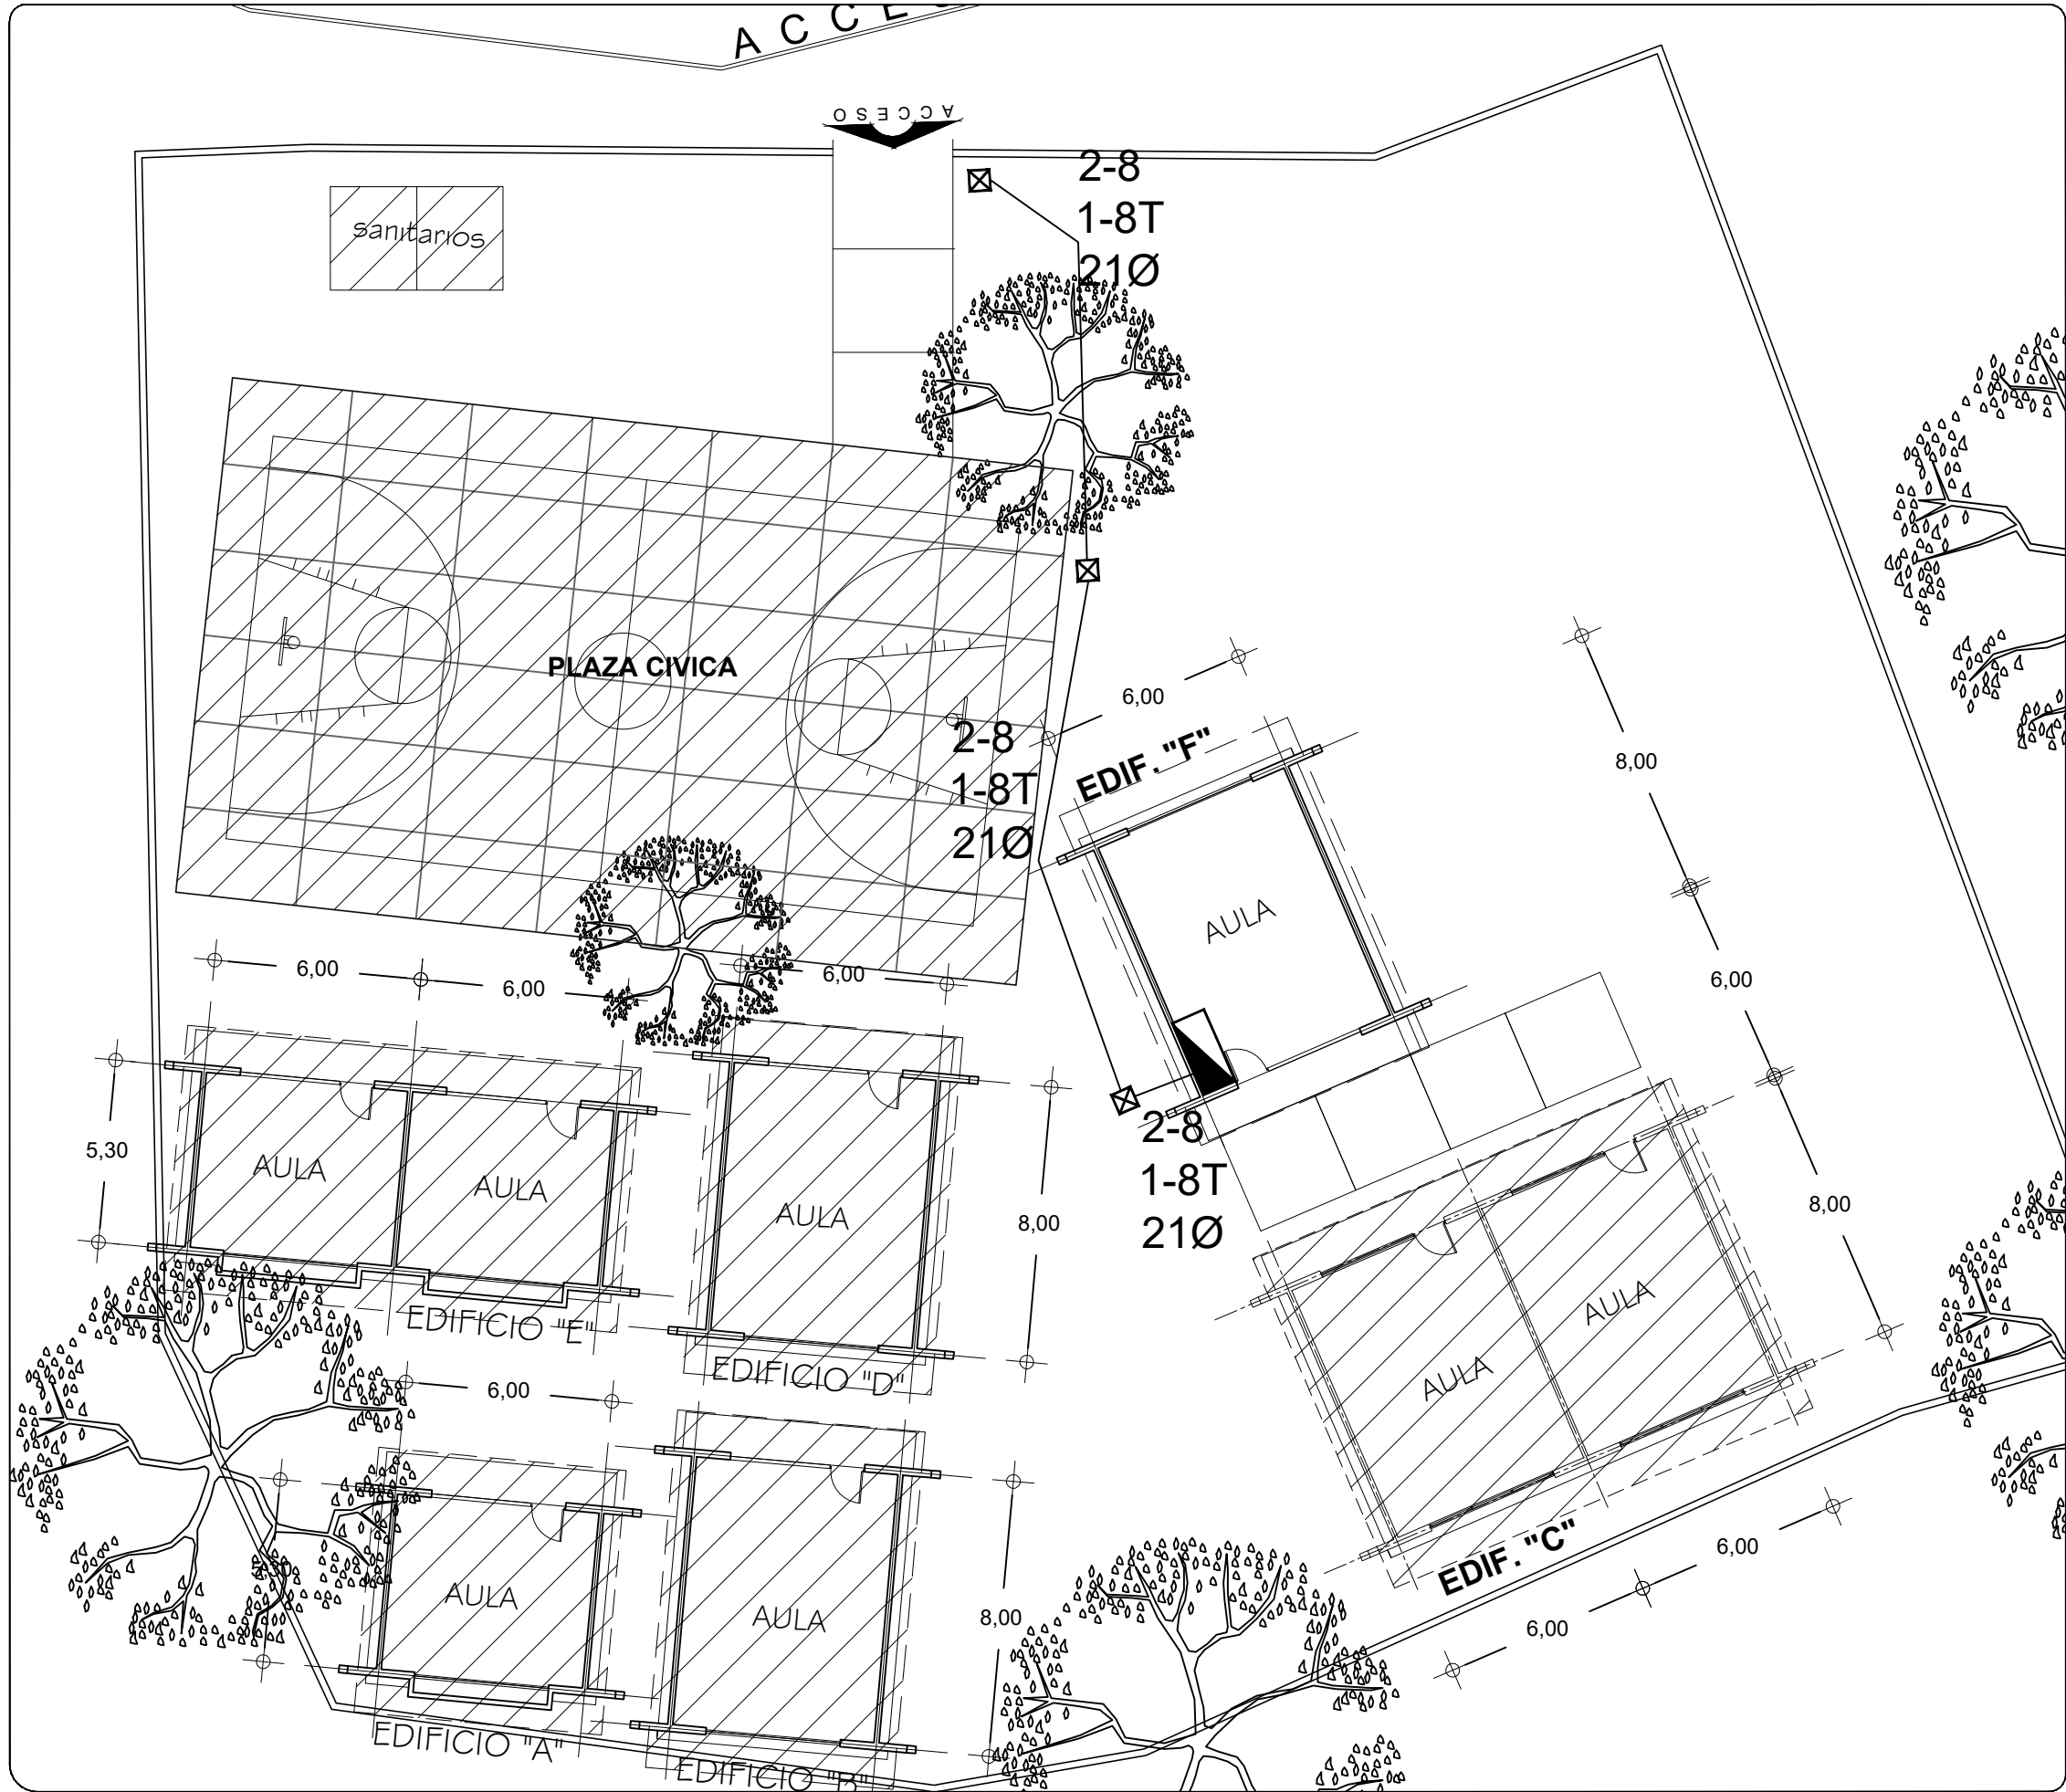 A C C E S
ACCESO
2-8
1-8T
21Ø
sanitarios
PLAZA CIVICA
2-8
1-8T
21Ø
6,00
EDIF. "F"
8,00
AULA
6,00
6,00
6,00
6,00
5,30
AULA
AULA
AULA
8,00
2-8
1-8T
21Ø
8,00
AULA
AULA
EDIFICIO "E"
EDIFICIO "D"
6,00
5,30
AULA
AULA
8,00
EDIF. "C"
6,00
6,00
EDIFICIO "A"
EDIFICIO "B"